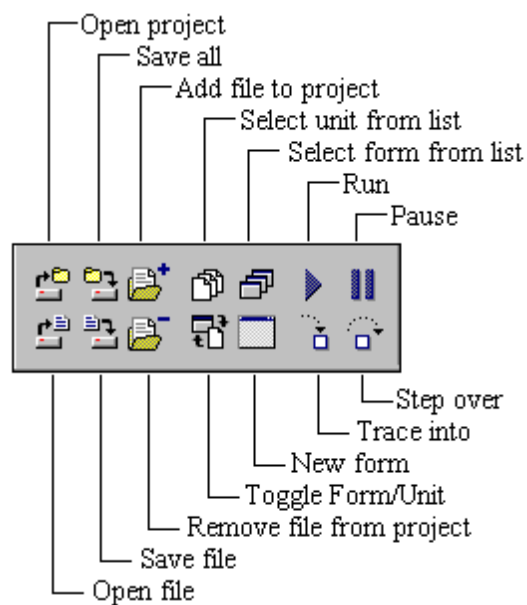 Open project
Save all
Add file to project
Select unit from list
Select form from list
Run
Pause
Step over
Trace into
New form
Toggle Form/Unit
Remove file from project
Save file
Open file